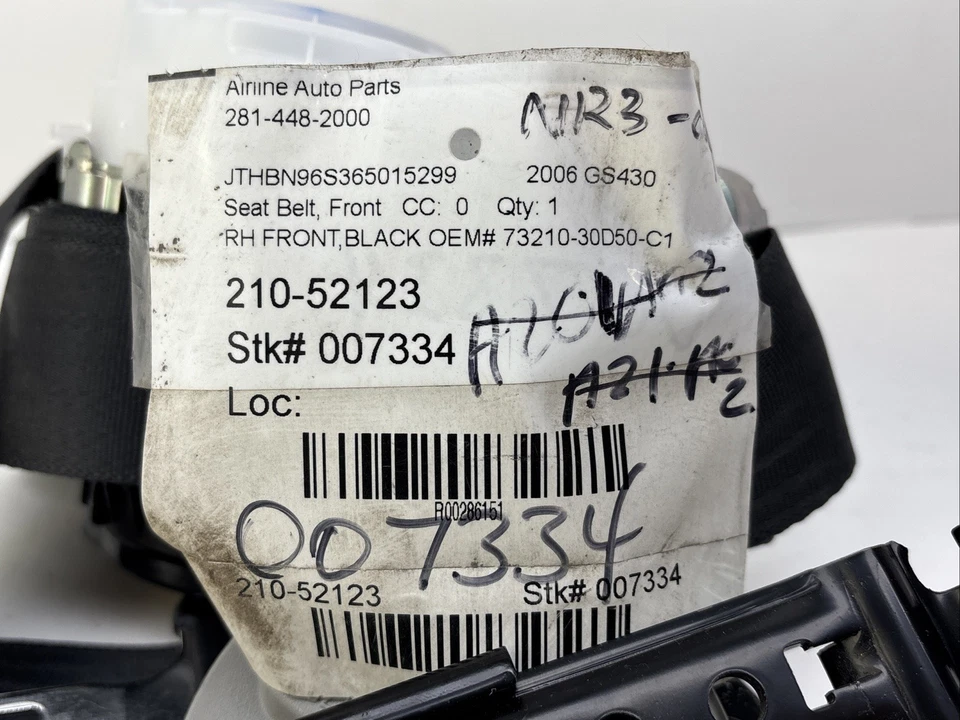 Airline Auto Parts
281-448-2000
JTHBN96S365015299 2006 GS430
Seat Belt, Front CC: 0 Qty: 1
RH FRONT,BLACK OEM# 73210-30D50-C1
210-52123
Stk# 007334
Loc:
R00286151
007334
210-52123 Stk# 007334